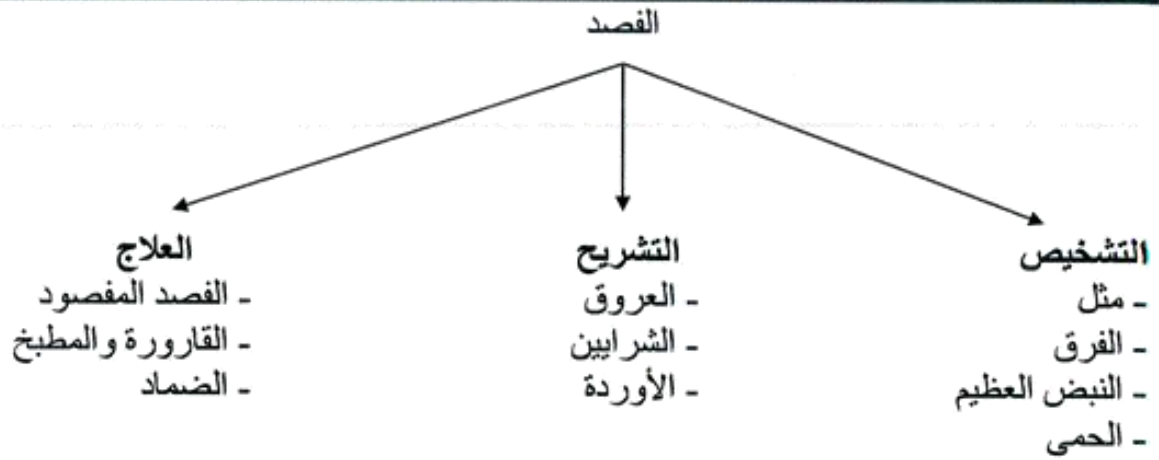 الفصد
التشخيص
- مثل
- الفرق
- النبض العظيم
- الحمى
التشريح
- العروق
- الشرايين
- الأوردة
العلاج
- الفصد المفصود
- القارورة والمطبخ
- الضماد